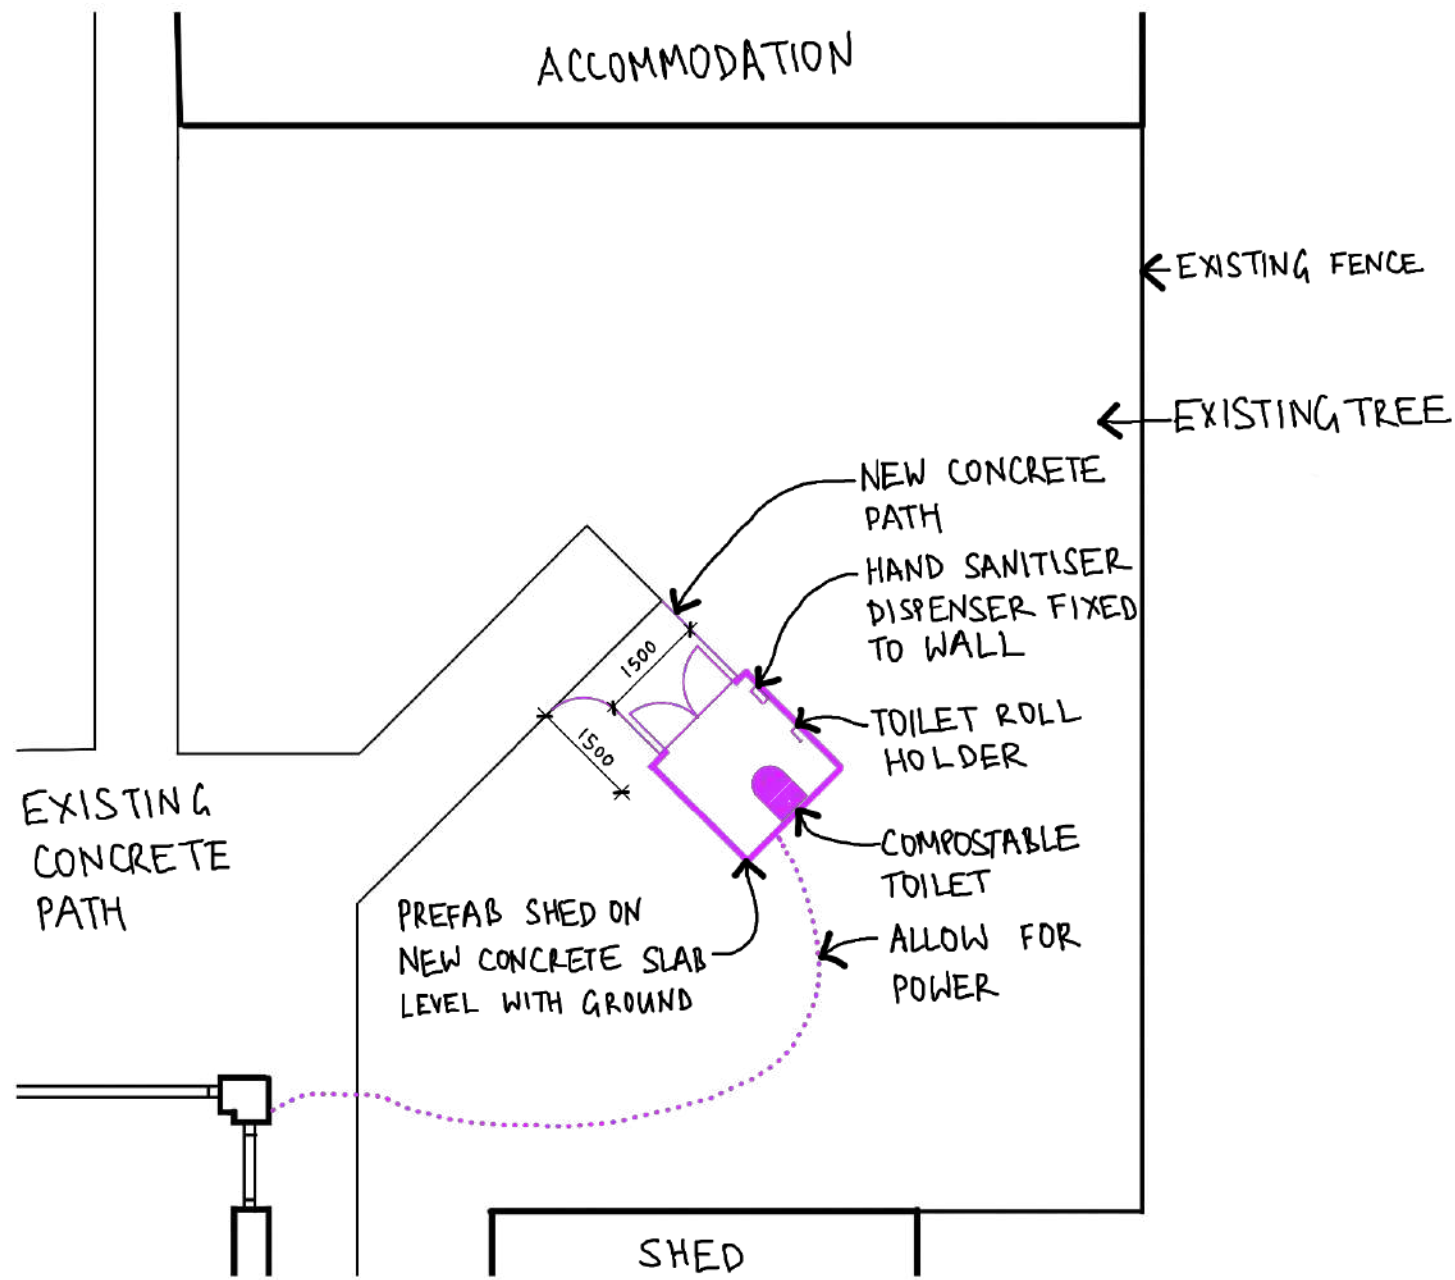 ACCOMMODATION
EXISTING FENCE
EXISTING TREE
NEW CONCRETE
PATH
HAND SANITISER
DISPENSER FIXED
TO WALL
1500
1500
TOILET ROLL
HOLDER
EXISTING
CONCRETE
PATH
COMPOSTABLE
TOILET
PREFAB SHED ON
NEW CONCRETE SLAB
LEVEL WITH GROUND
ALLOW FOR
POWER
SHED